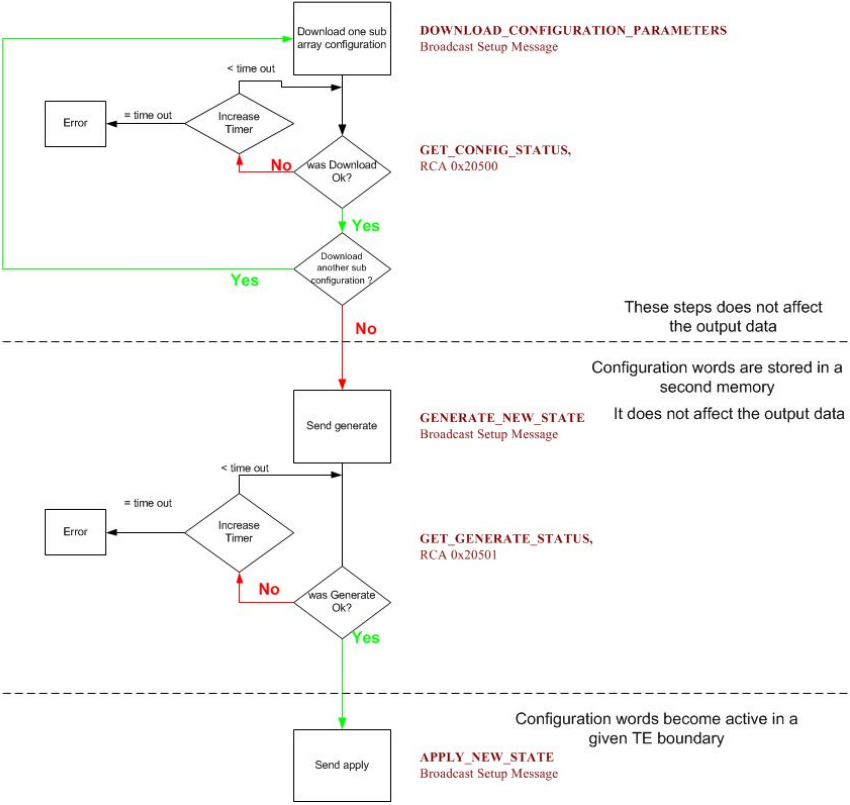 Download one sub
array configuration
DOWNLOAD_CONFIGURATION_PARAMETERS
Broadcast Setup Message
< time out
Error
= time out
Increase
Timer
GET_CONFIG_STATUS,
RCA 0x20500
No
was Download
Ok?
Yes
Download
another sub
configuration ?
Yes
These steps does not affect
the output data
No
Configuration words are stored in a
second memory
Send generate
GENERATE_NEW_STATE
Broadcast Setup Message
It does not affect the output data
< time out
= time out
Error
Increase
Timer
GET_GENERATE_STATUS,
RCA 0x20501
No
was Generate
Ok?
Yes
Configuration words become active in a
given TE boundary
Send apply
APPLY_NEW_STATE
Broadcast Setup Message